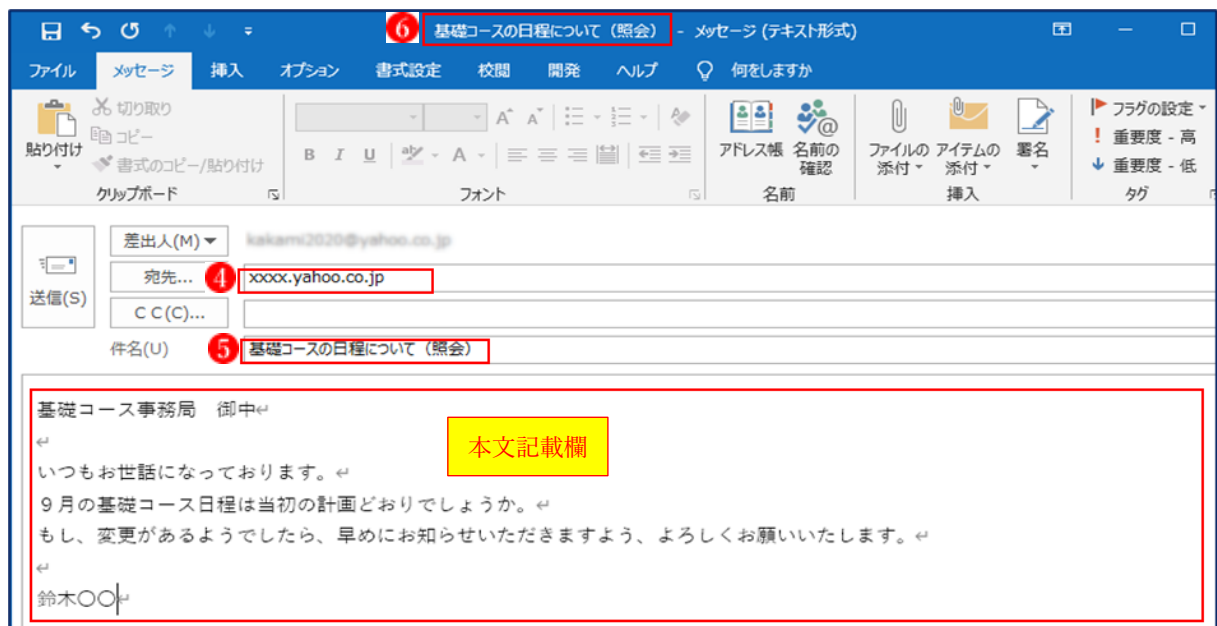 6 基礎コースの日程について（照会） - メッセージ (テキスト形式)
ファイル メッセージ 挿入 オプション 書式設定 校閲 開発 ヘルプ 何をしますか
貼り付け
切り取り
コピー
書式のコピー/貼り付け
クリップボード
B I U aby A
フォント
アドレス帳 名前の確認
名前
ファイルの添付 アイテムの添付 署名
挿入
フラグの設定
! 重要度 - 高
重要度 - 低
タグ
送信(S)
差出人(M) kakami2020@yahoo.co.jp
宛先... 4 xxxx.yahoo.co.jp
ＣＣ(C)...
件名(U) 5 基礎コースの日程について（照会）
基礎コース事務局　御中↵
↵
本文記載欄
いつもお世話になっております。↵
９月の基礎コース日程は当初の計画どおりでしょうか。↵
もし、変更があるようでしたら、早めにお知らせいただきますよう、よろしくお願いいたします。↵
↵
鈴木〇〇↵